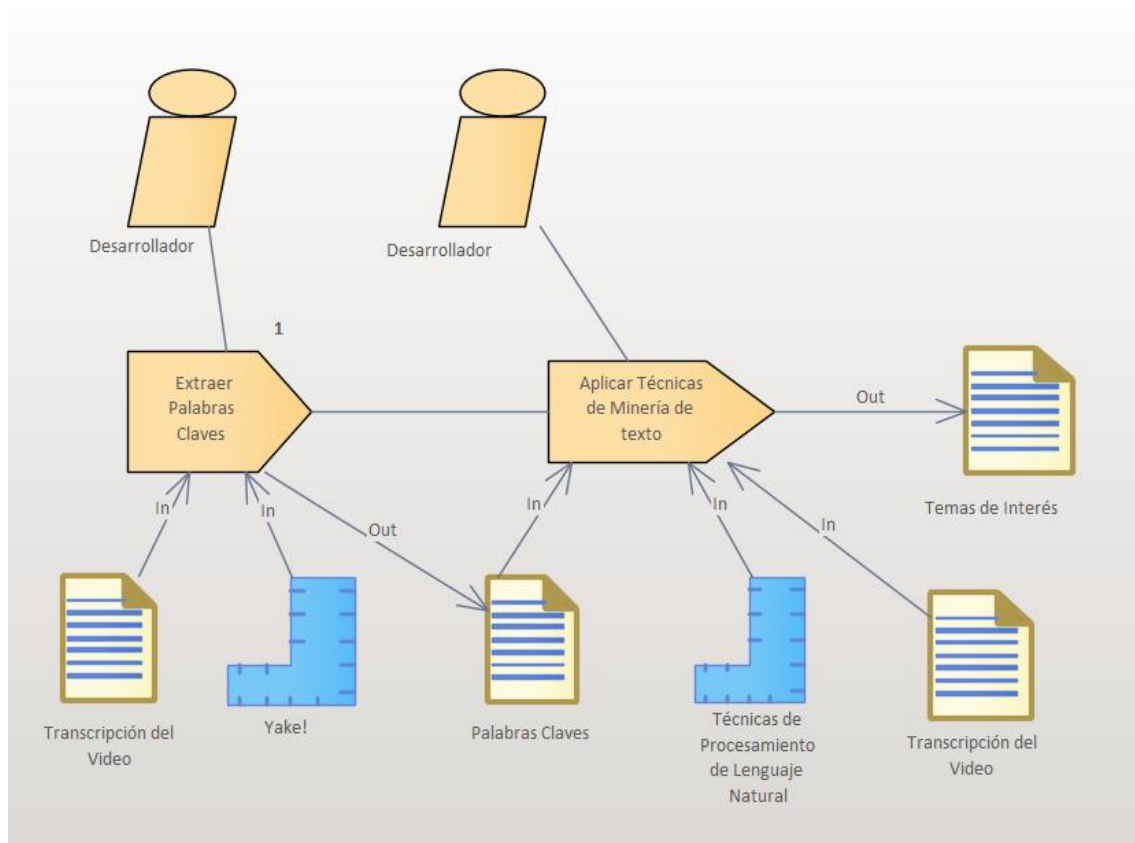 Desarrollador
Desarrollador
1
Extraer
Palabras
Claves
Aplicar Técnicas
de Minería de
texto
Out
Temas de Interés
In
In
Out
In
In
In
Transcripción del
Video
Yake!
Palabras Claves
Técnicas de
Procesamiento
de Lenguaje
Natural
Transcripción del
Video